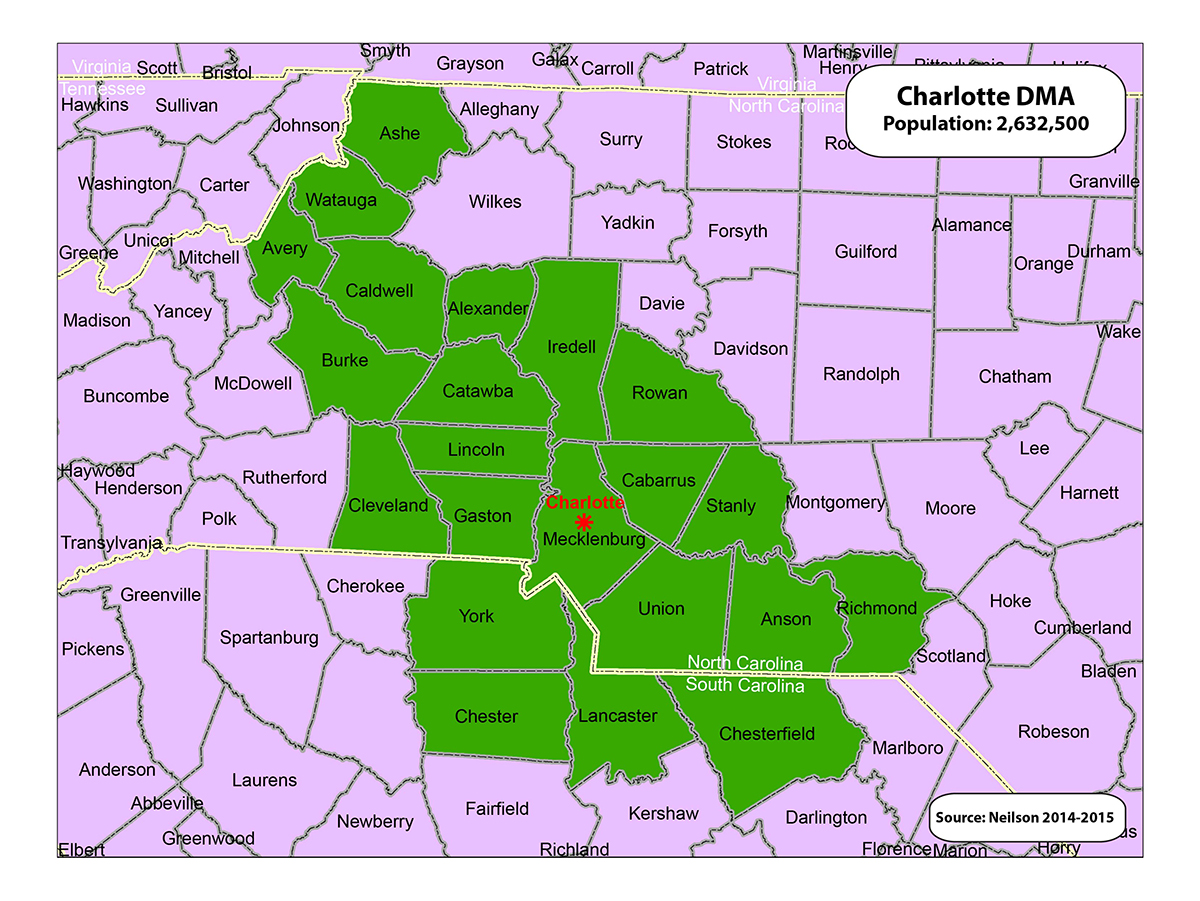 Smyth
Martinsville
Virginia
Scott
Bristol
Grayson
Galax
Carroll
Patrick
Henry
Virginia
North Carolina
Tennessee
Charlotte DMA
Population: 2,632,500
Hawkins
Sullivan
Johnson
Ashe
Alleghany
Surry
Stokes
Washington
Carter
Watauga
Wilkes
Yadkin
Forsyth
Granville
Alamance
Greene
Unicoi
Mitchell
Avery
Guilford
Orange
Durham
Madison
Yancey
Caldwell
Alexander
Davie
Wake
Iredell
Davidson
Burke
Buncombe
McDowell
Catawba
Rowan
Randolph
Chatham
Haywood
Henderson
Rutherford
Lincoln
Lee
Cabarrus
Cleveland
Gaston
Charlotte
Mecklenburg
Stanly
Montgomery
Moore
Harnett
Polk
Transylvania
Greenville
Cherokee
York
Union
Anson
Richmond
Hoke
Cumberland
Pickens
Spartanburg
North Carolina
South Carolina
Scotland
Bladen
Chester
Lancaster
Chesterfield
Marlboro
Robeson
Anderson
Laurens
Abbeville
Fairfield
Kershaw
Darlington
Newberry
Greenwood
Elbert
Richland
Florence
Marion
Horry
Source: Neilson 2014-2015